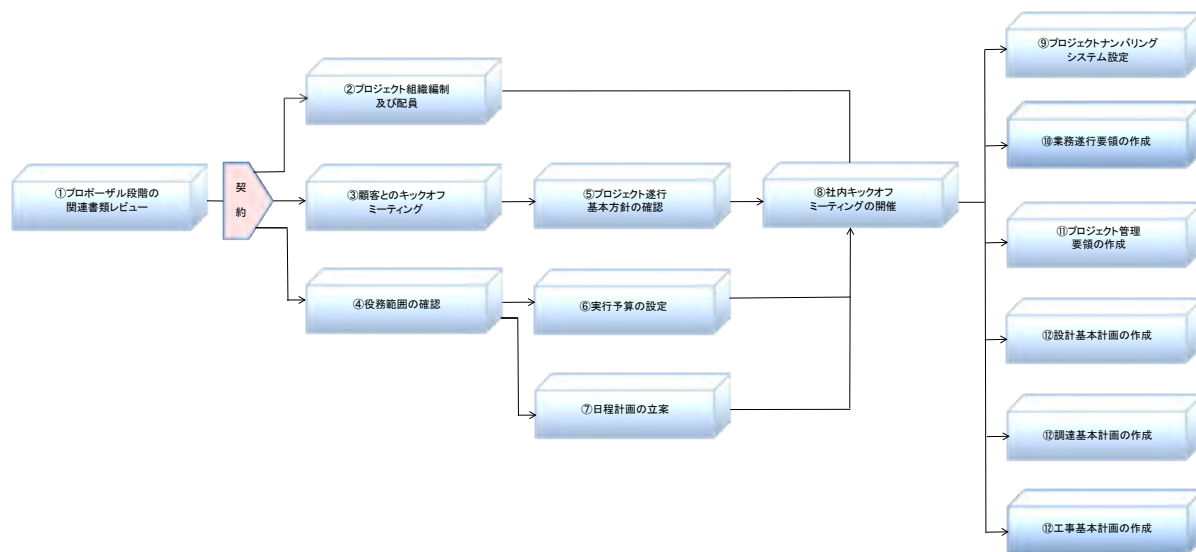 ①プロポーザル段階の
関連書類レビュー
契
約
②プロジェクト組織編制
及び配員
③顧客とのキックオフ
ミーティング
④役務範囲の確認
⑤プロジェクト遂行
基本方針の確認
⑥実行予算の設定
⑦日程計画の立案
⑧社内キックオフ
ミーティングの開催
⑨プロジェクトナンバリング
システム設定
⑩業務遂行要領の作成
⑪プロジェクト管理
要領の作成
⑫設計基本計画の作成
⑫調達基本計画の作成
⑫工事基本計画の作成